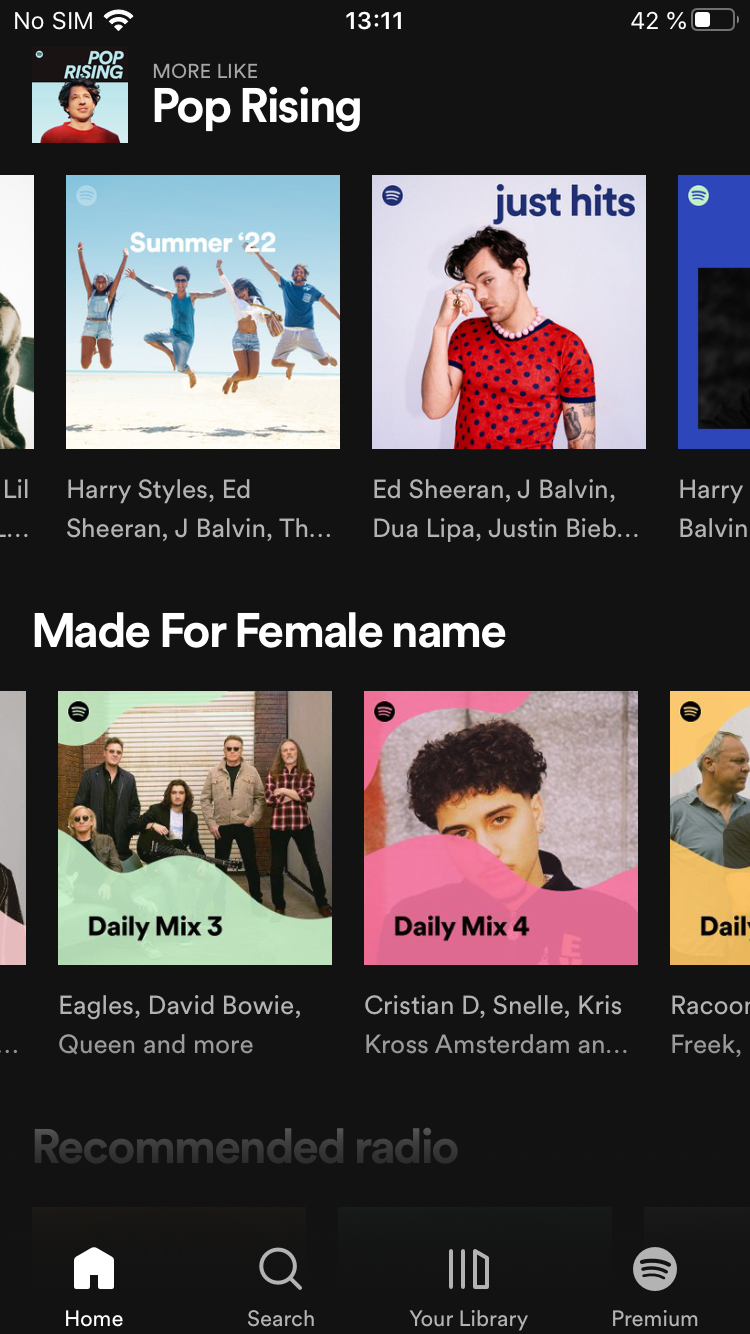 No SIM 13:11 42 %
POP
RISING
MORE LIKE
Pop Rising
Summer ‘22
just hits
Lil
L...
Harry Styles, Ed
Sheeran, J Balvin, Th...
Ed Sheeran, J Balvin,
Dua Lipa, Justin Bieb...
Harry
Balvin
Made For Female name
Daily Mix 3
Daily Mix 4
Daily
...
Eagles, David Bowie,
Queen and more
Cristian D, Snelle, Kris
Kross Amsterdam an...
Racoon
Freek,
Recommended radio
Home
Search
Your Library
Premium